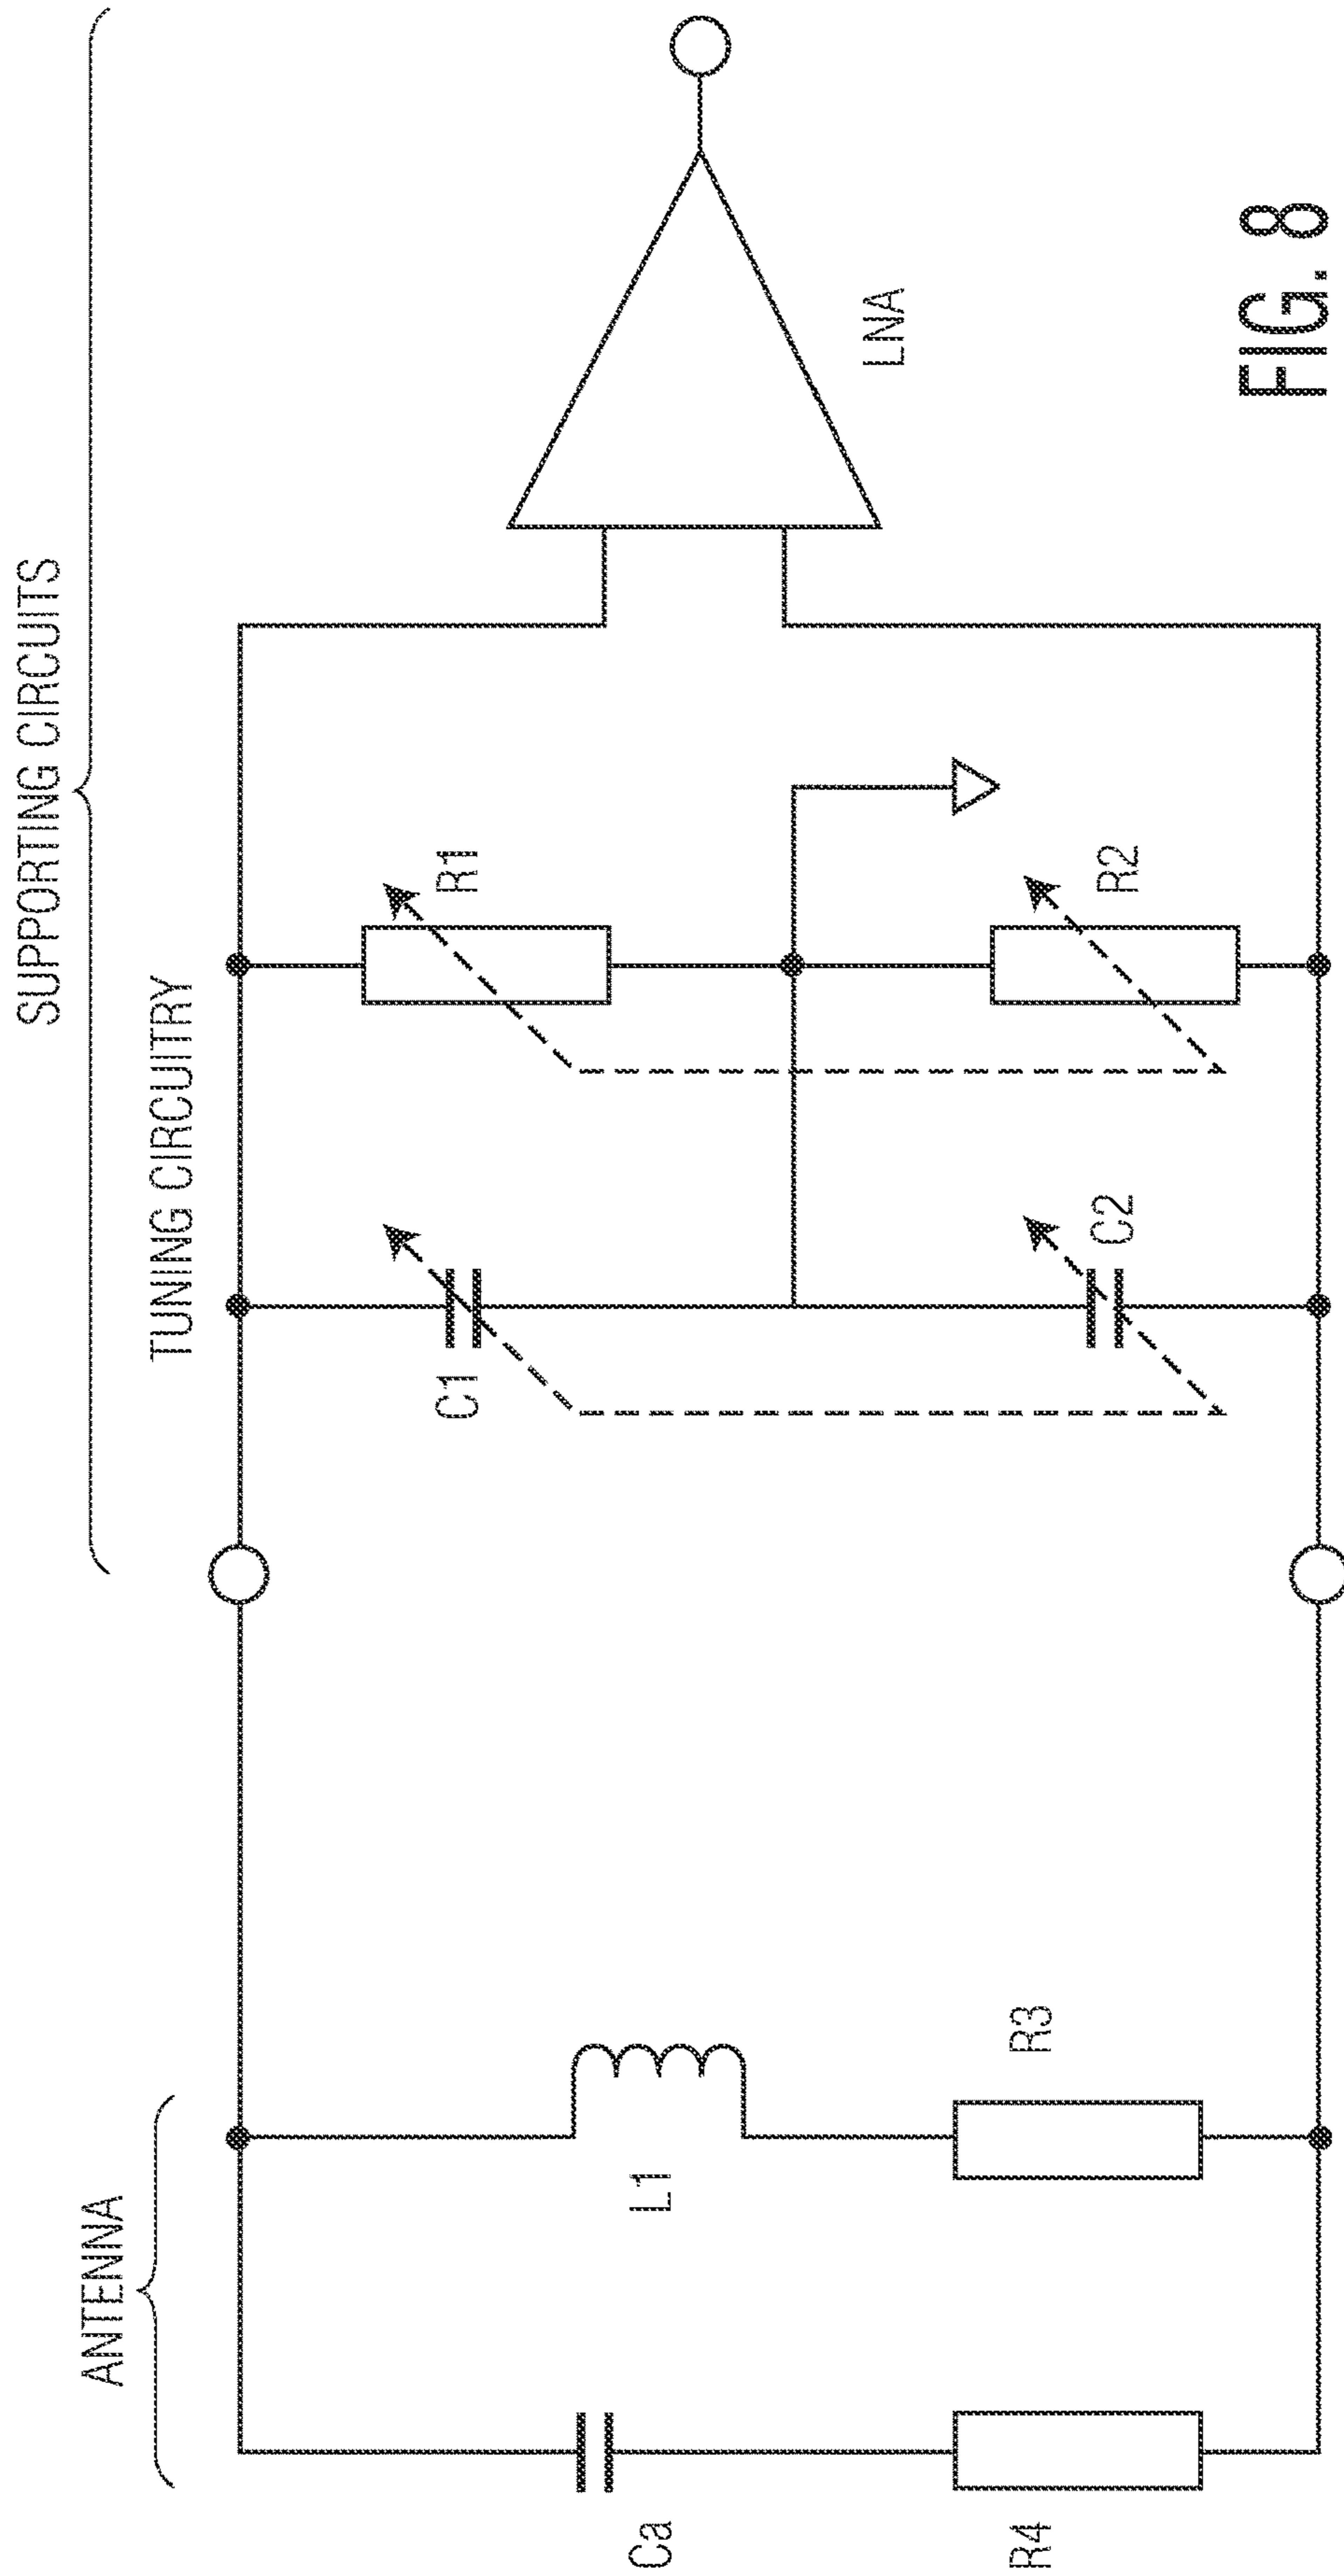 SUPPORTING CIRCUITS
ANTENNA
TUNING CIRCUITRY
Ca
L1
C1
R1
LNA
R4
R3
C2
R2
FIG. 8